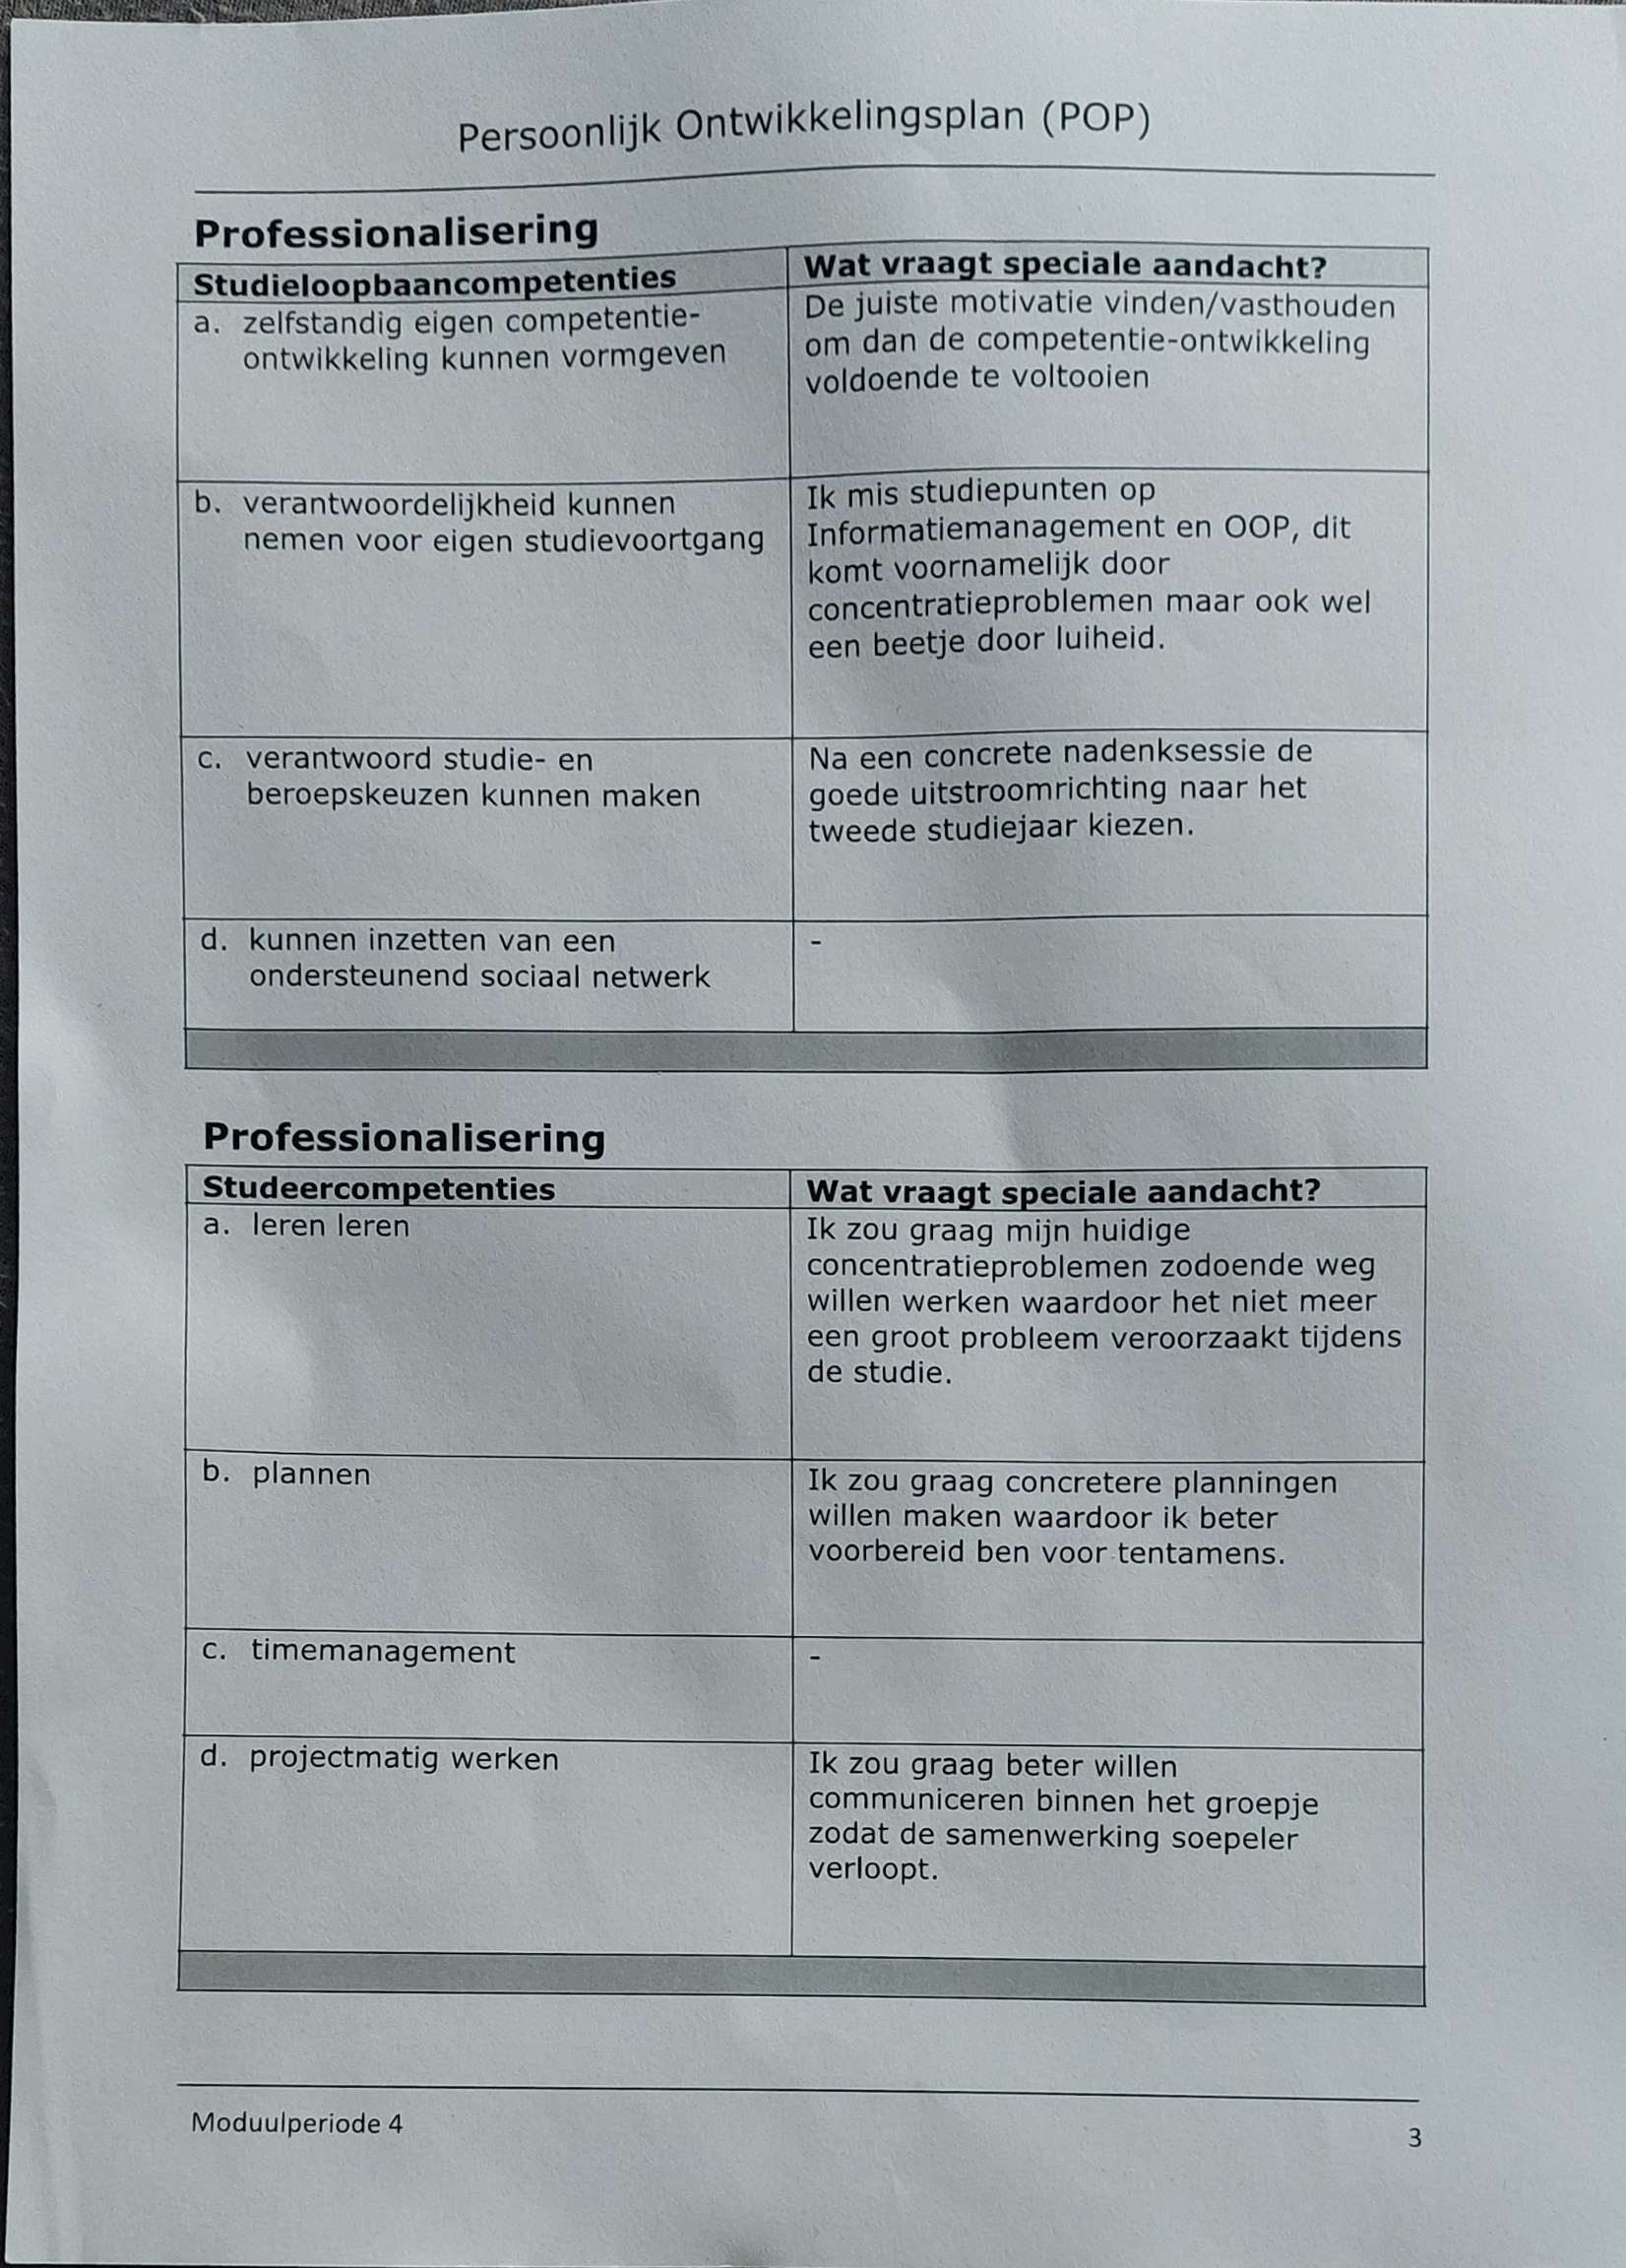 Persoonlijk Ontwikkelingsplan (POP)
Professionalisering
Studieloopbaancompetenties
Wat vraagt speciale aandacht?
a. zelfstandig eigen competentie-
ontwikkeling kunnen vormgeven
De juiste motivatie vinden/vasthouden
om dan de competentie-ontwikkeling
voldoende te voltooien
b. verantwoordelijkheid kunnen
nemen voor eigen studievoortgang
Ik mis studiepunten op
Informatiemanagement en OOP, dit
komt voornamelijk door
concentratieproblemen maar ook wel
een beetje door luiheid.
c. verantwoord studie- en
beroepskeuzen kunnen maken
Na een concrete nadenksessie de
goede uitstroomrichting naar het
tweede studiejaar kiezen.
d. kunnen inzetten van een
ondersteunend sociaal netwerk
-
Professionalisering
Studeercompetenties
Wat vraagt speciale aandacht?
a. leren leren
Ik zou graag mijn huidige
concentratieproblemen zodoende weg
willen werken waardoor het niet meer
een groot probleem veroorzaakt tijdens
de studie.
b. plannen
Ik zou graag concretere planningen
willen maken waardoor ik beter
voorbereid ben voor tentamens.
c. timemanagement
-
d. projectmatig werken
Ik zou graag beter willen
communiceren binnen het groepje
zodat de samenwerking soepeler
verloopt.
Moduulperiode 4
3